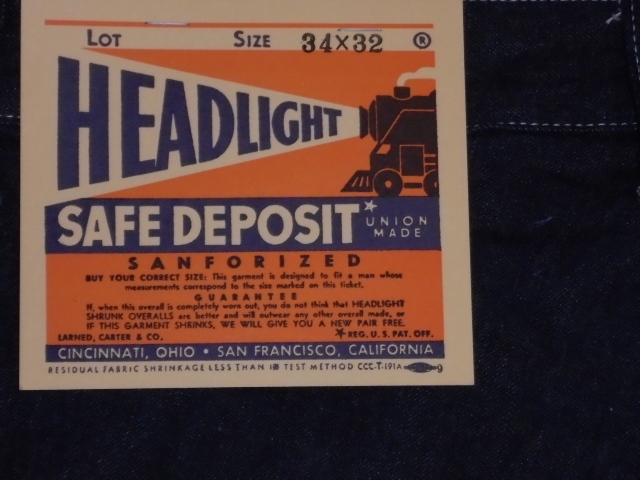 LOT SIZE 34X32 ®
HEADLIGHT
SAFE DEPOSIT
UNION
MADE
SANFORIZED
BUY YOUR CORRECT SIZE: This garment is designed to fit a man whose
measurements correspond to the size marked on this ticket.
GUARANTEE
If, when this overall is completely worn out, you do not think that HEADLIGHT
SHRUNK OVERALLS are better and will outwear any other overall made, or
IF THIS GARMENT SHRINKS, WE WILL GIVE YOU A NEW PAIR FREE.
LARNED, CARTER & CO. ★REG. U.S. PAT. OFF.
CINCINNATI, OHIO • SAN FRANCISCO, CALIFORNIA
RESIDUAL FABRIC SHRINKAGE LESS THAN 1% TEST METHOD CCC-T-191A 9